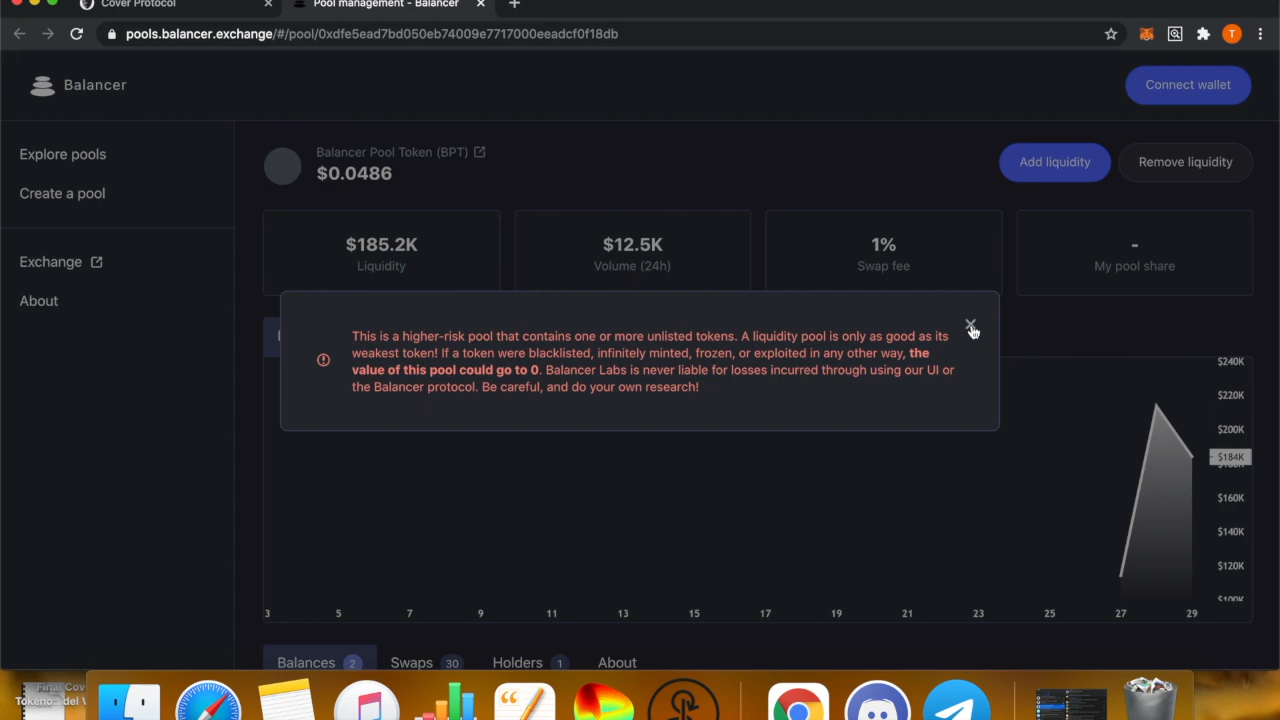 Cover Protocol
Pool management - Balancer
pools.balancer.exchange/#/pool/0xdfe5ead7bd050eb74009e7717000eeadcf0f18db
T
Balancer
Connect wallet
Explore pools
Create a pool
Exchange
About
Balancer Pool Token (BPT)
$0.0486
Add liquidity
Remove liquidity
$185.2K
Liquidity
$12.5K
Volume (24h)
1%
Swap fee
-
My pool share
This is a higher-risk pool that contains one or more unlisted tokens. A liquidity pool is only as good as its
weakest token! If a token were blacklisted, infinitely minted, frozen, or exploited in any other way, the
value of this pool could go to 0. Balancer Labs is never liable for losses incurred through using our UI or
the Balancer protocol. Be careful, and do your own research!
$240K
$220K
$200K
$184K
$160K
$140K
$120K
$100K
3 5 7 9 11 13 15 17 19 21 23 25 27 29
Balances 2
Swaps 30
Holders 1
About
Final Cov
Tokeno...del V